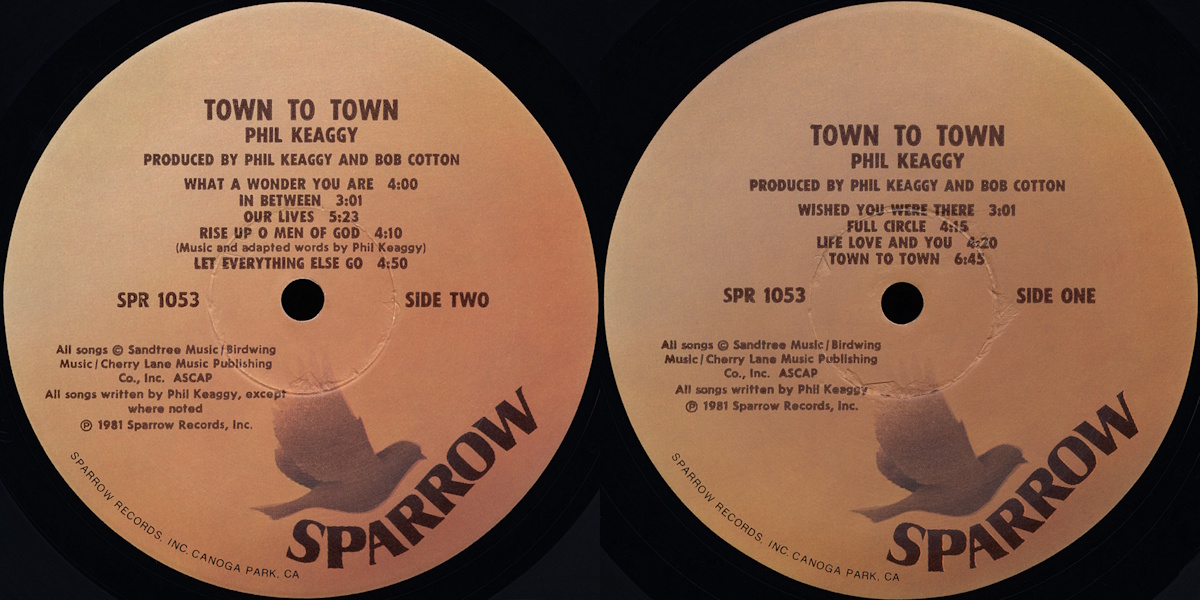 TOWN TO TOWN
PHIL KEAGGY
PRODUCED BY PHIL KEAGGY AND BOB COTTON
WHAT A WONDER YOU ARE 4:00
IN BETWEEN 3:01
OUR LIVES 5:23
RISE UP O MEN OF GOD 4:10
(Music and adapted words by Phil Keaggy)
LET EVERYTHING ELSE GO 4:50
SPR 1053 SIDE TWO
All songs © Sandtree Music/Birdwing
Music/Cherry Lane Music Publishing
Co., Inc. ASCAP
All songs written by Phil Keaggy, except
where noted
℗ 1981 Sparrow Records, Inc.
SPARROW
SPARROW RECORDS, INC. CANOGA PARK, CA
TOWN TO TOWN
PHIL KEAGGY
PRODUCED BY PHIL KEAGGY AND BOB COTTON
WISHED YOU WERE THERE 3:01
FULL CIRCLE 4:15
LIFE LOVE AND YOU 4:20
TOWN TO TOWN 6:45
SPR 1053 SIDE ONE
All songs © Sandtree Music/Birdwing
Music/Cherry Lane Music Publishing
Co., Inc. ASCAP
All songs written by Phil Keaggy
℗ 1981 Sparrow Records, Inc.
SPARROW
SPARROW RECORDS, INC. CANOGA PARK, CA